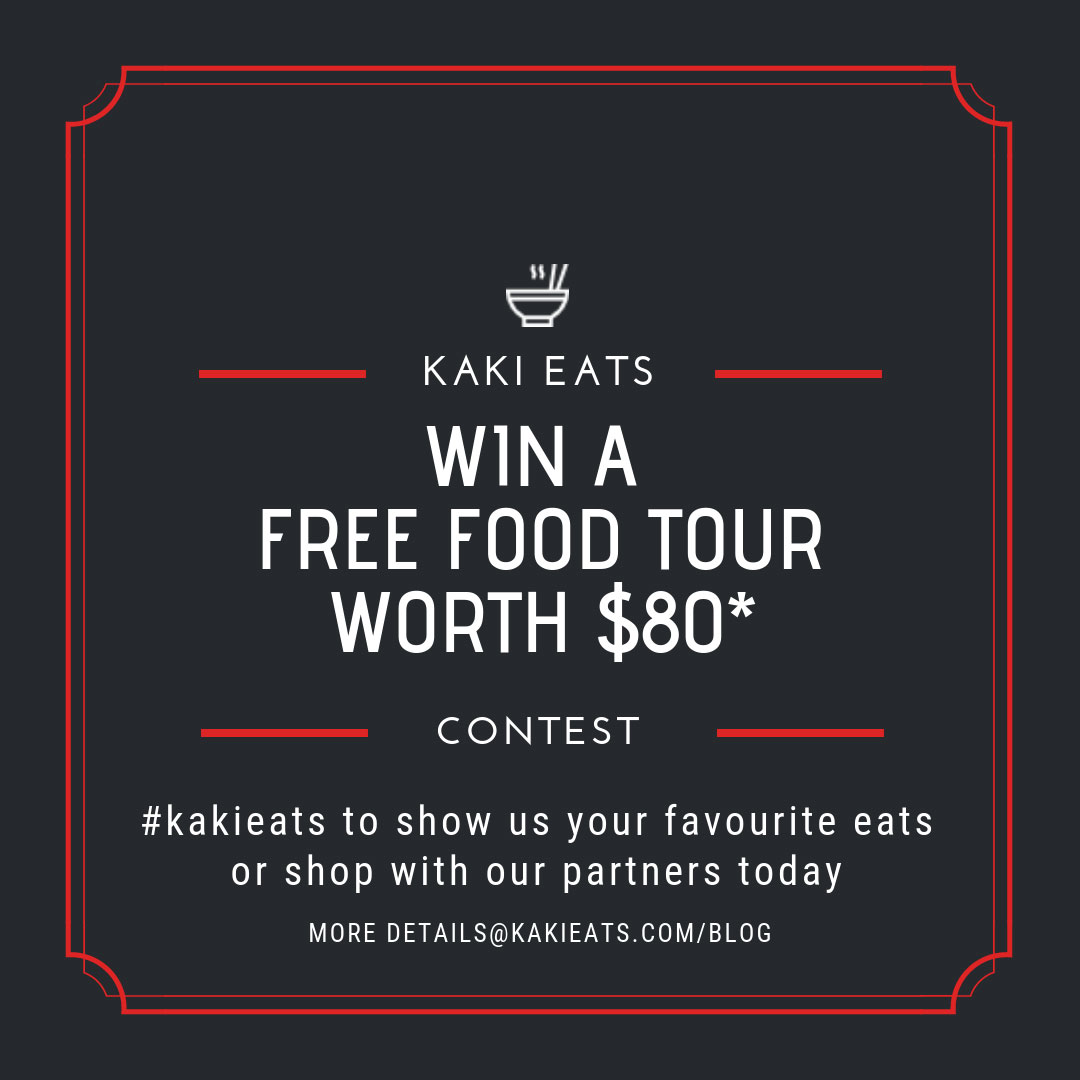 KAKI EATS
WIN A
FREE FOOD TOUR
WORTH $80*
CONTEST
#kakieats to show us your favourite eats
or shop with our partners today
MORE DETAILS@KAKIEATS.COM/BLOG